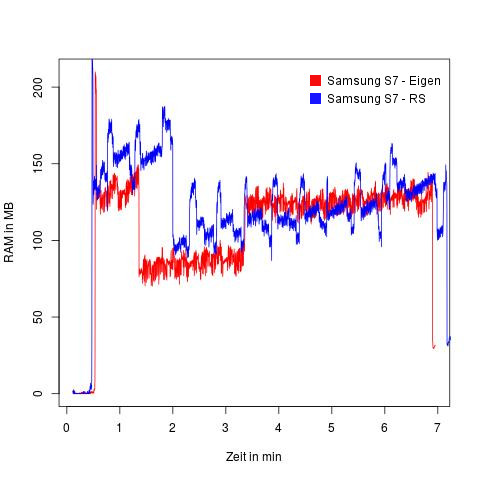 Samsung S7 - Eigen
Samsung S7 - RS
200
150
100
50
0
RAM in MB
0 1 2 3 4 5 6 7
Zeit in min